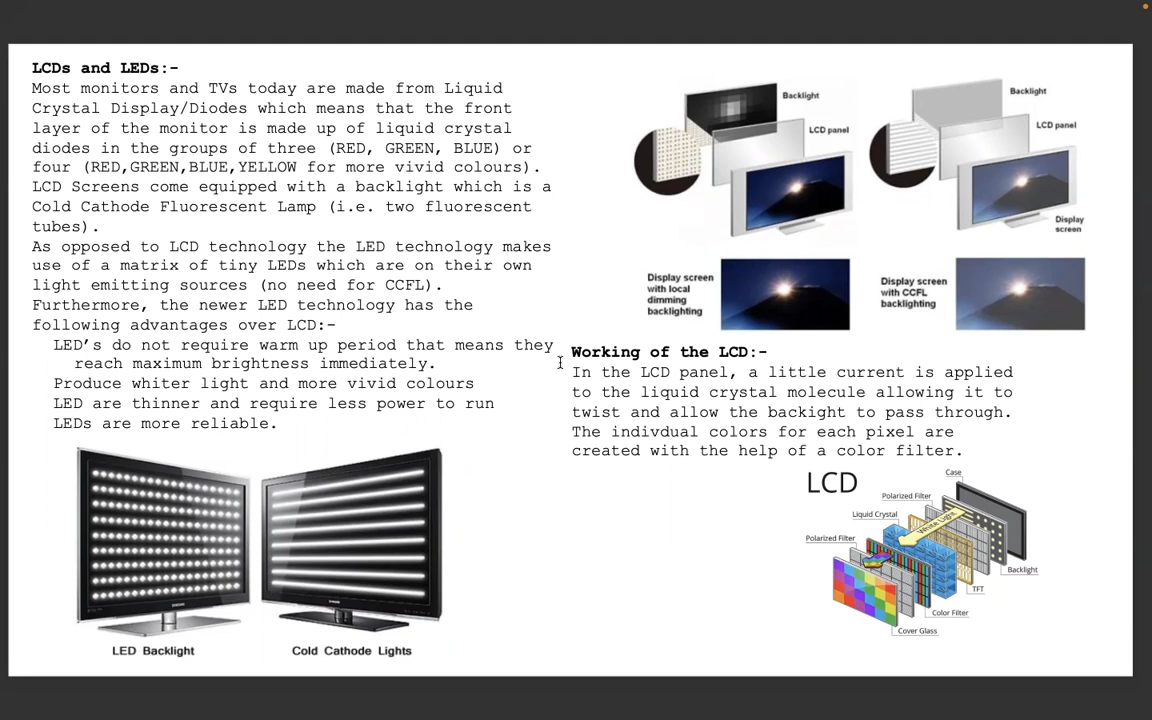 LCDs and LEDs:-
Most monitors and TVs today are made from Liquid
Crystal Display/Diodes which means that the front
layer of the monitor is made up of liquid crystal
diodes in the groups of three (RED, GREEN, BLUE) or
four (RED,GREEN,BLUE,YELLOW for more vivid colours).
LCD Screens come equipped with a backlight which is a
Cold Cathode Fluorescent Lamp (i.e. two fluorescent
tubes).
As opposed to LCD technology the LED technology makes
use of a matrix of tiny LEDs which are on their own
light emitting sources (no need for CCFL).
Furthermore, the newer LED technology has the
following advantages over LCD:-
LED’s do not require warm up period that means they
reach maximum brightness immediately.
Produce whiter light and more vivid colours
LED are thinner and require less power to run
LEDs are more reliable.
LED Backlight
Cold Cathode Lights
Backlight
LCD panel
Backlight
LCD panel
Display
screen
Display screen
with local
dimming
backlighting
Display screen
with CCFL
backlighting
Working of the LCD:-
In the LCD panel, a little current is applied
to the liquid crystal molecule allowing it to
twist and allow the backight to pass through.
The indivdual colors for each pixel are
created with the help of a color filter.
LCD
Case
Polarized Filter
Liquid Crystal
White Light
Polarized Filter
Backlight
TFT
Color Filter
Cover Glass